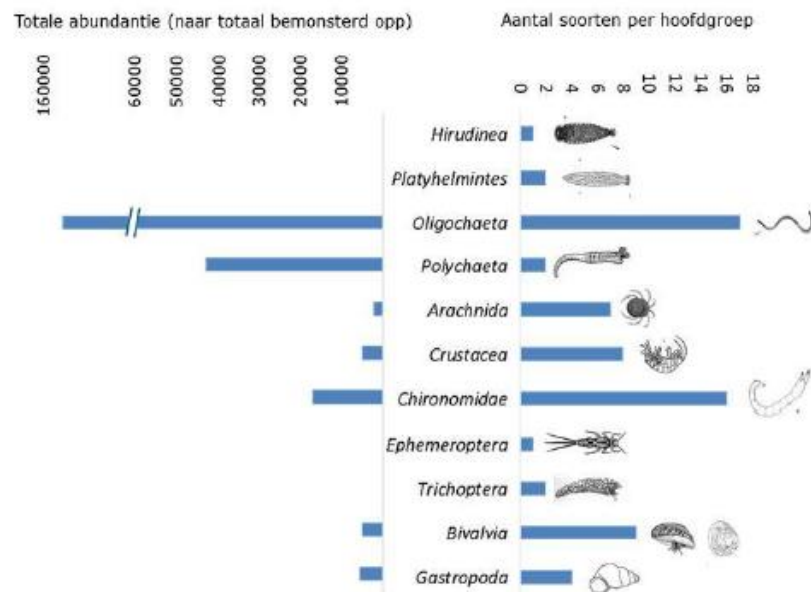 Totale abundantie (naar totaal bemonsterd opp)
Aantal soorten per hoofdgroep
160000
60000
50000
40000
30000
20000
10000
0
2
4
6
8
10
12
14
16
18
Hirudinea
Platyhelmintes
Oligochaeta
Polychaeta
Arachnida
Crustacea
Chironomidae
Ephemeroptera
Trichoptera
Bivalvia
Gastropoda